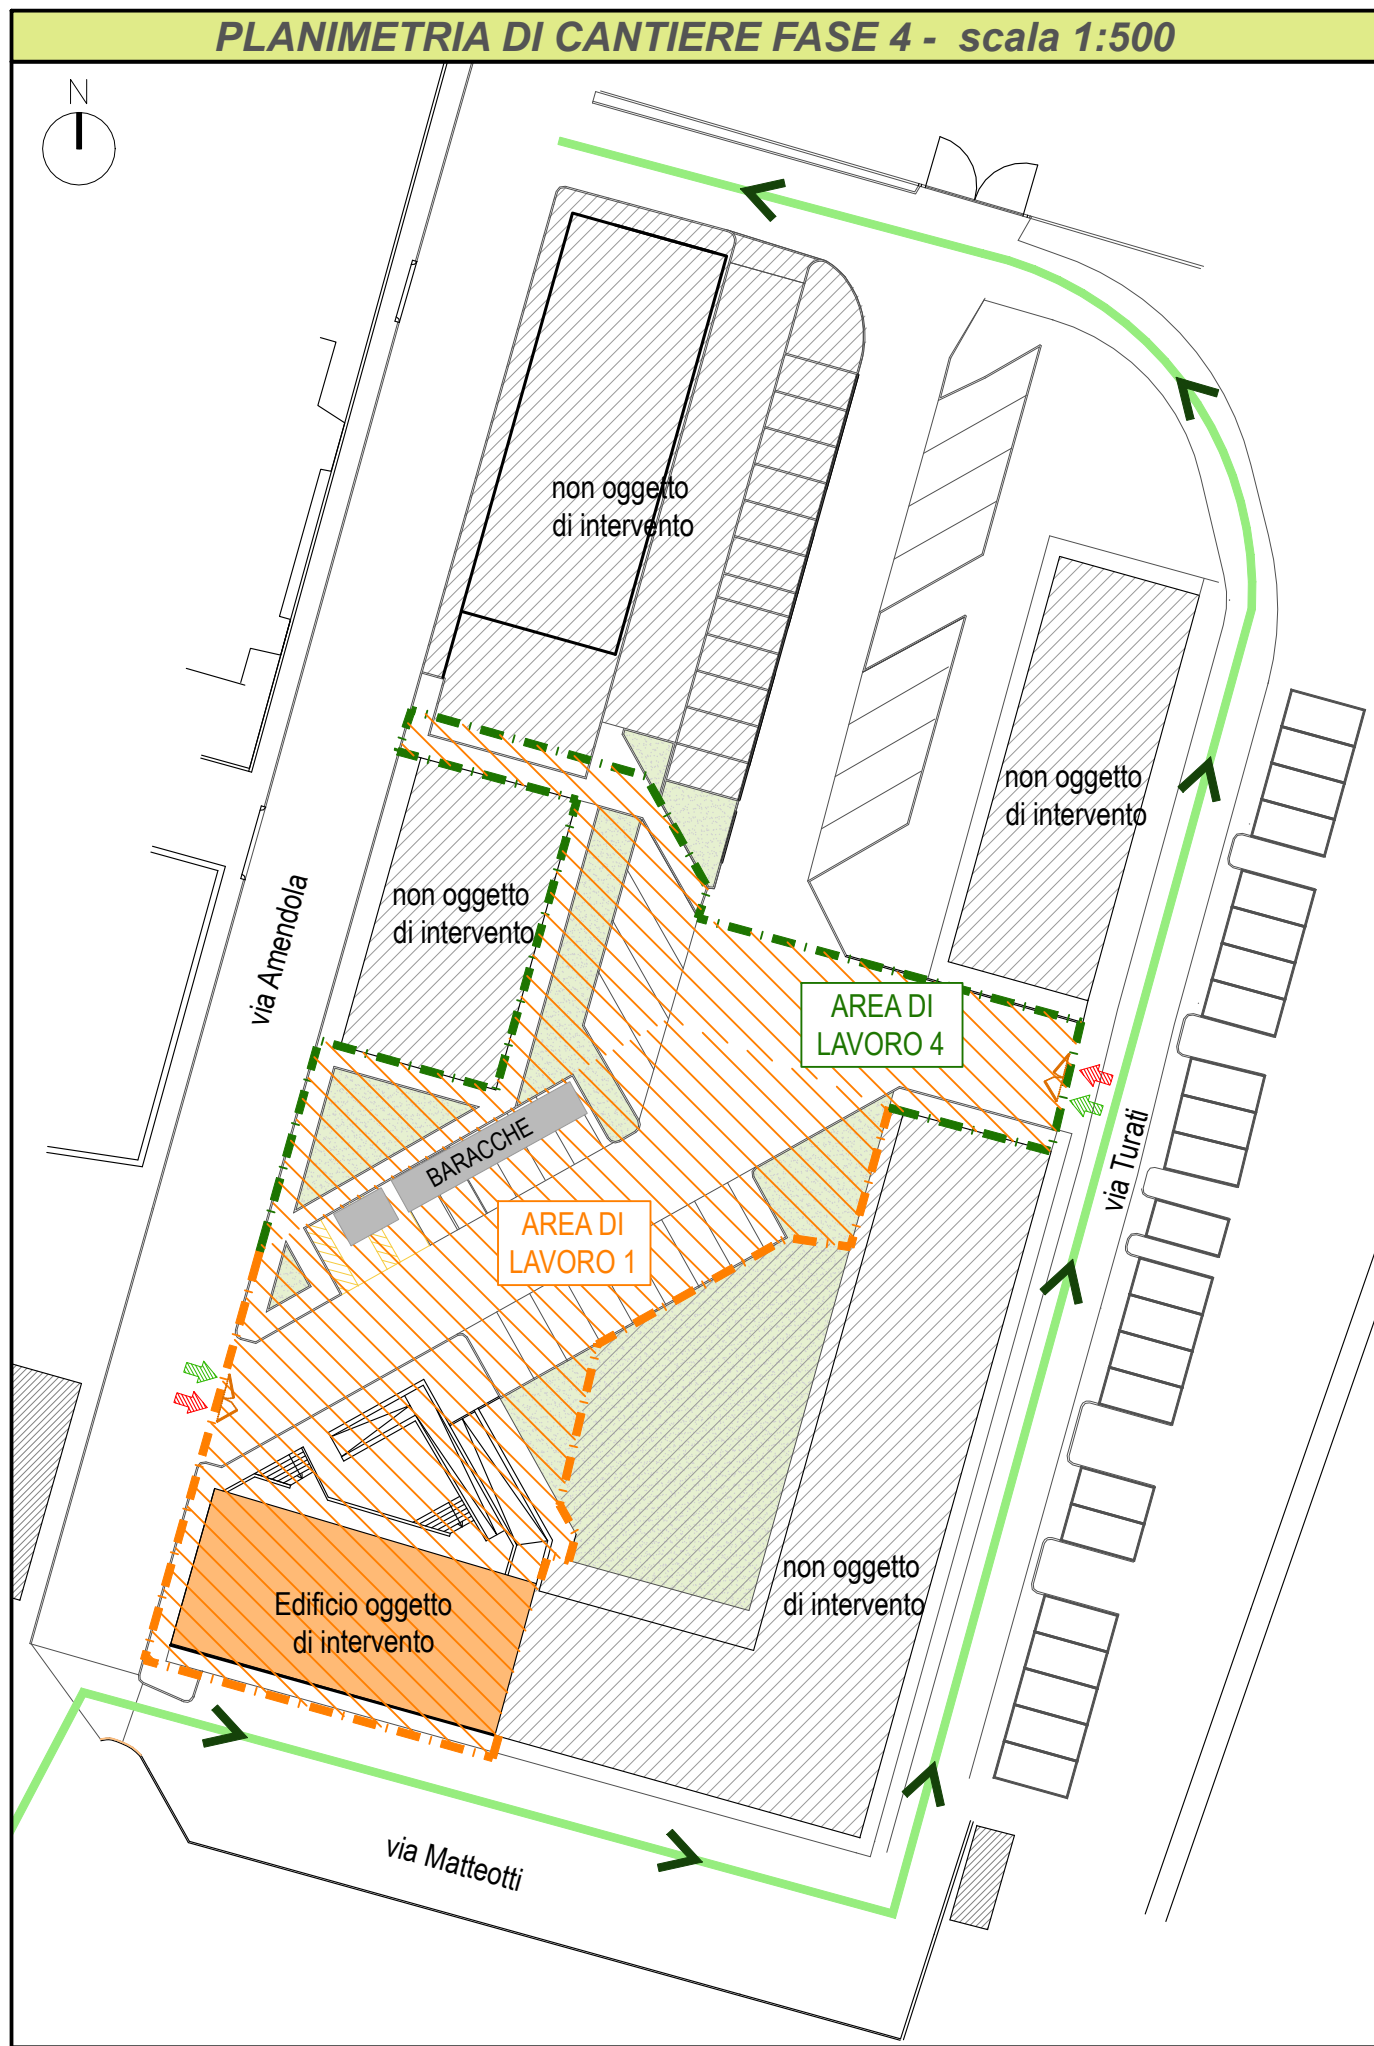 PLANIMETRIA DI CANTIERE FASE 4 - scala 1:500
N
non oggetto
di intervento
non oggetto
di intervento
non oggetto
di intervento
via Amendola
AREA DI
LAVORO 4
BARACCHE
via Turati
AREA DI
LAVORO 1
non oggetto
di intervento
Edificio oggetto
di intervento
via Matteotti